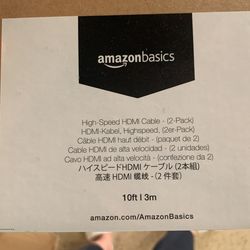 amazonbasics
High-Speed HDMI Cable - (2-Pack)
HDMI-Kabel, Highspeed, (2er-Pack)
Câble HDMI haut débit - (paquet de 2)
Cable HDMI de alta velocidad - (2 unidades)
Cavo HDMI ad alta velocità - (confezione da 2)
ハイスピードHDMI ケーブル (2本組)
高速 HDMI 缆线 - (2 件套)
10ft | 3m
amazon.com/AmazonBasics